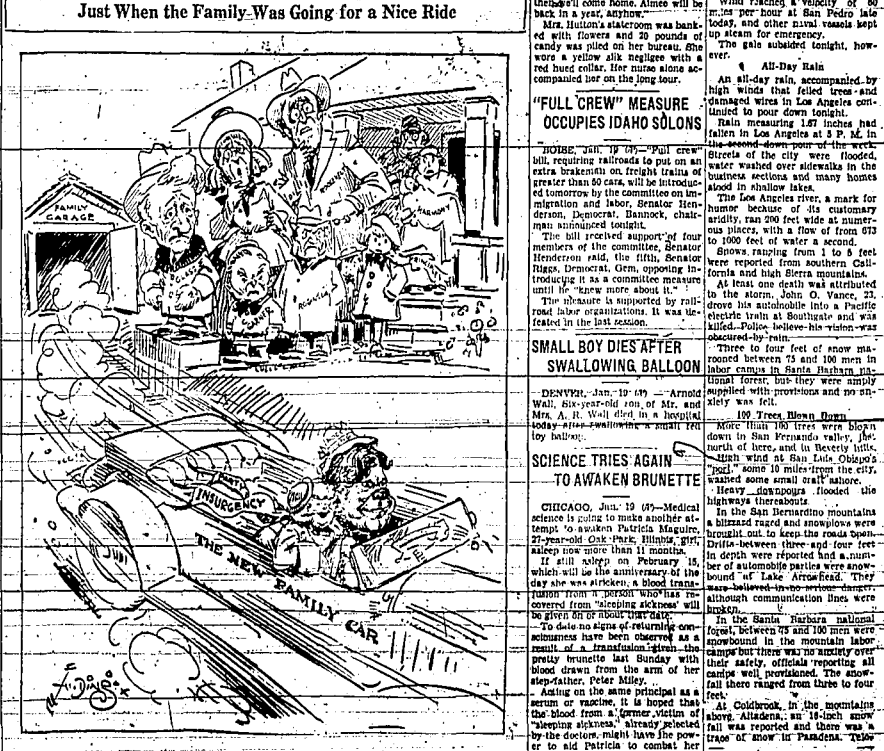 Just When the Family Was Going for a Nice Ride
FAMILY
GARAGE
HARMONY
INSURGENCY
THE NEW FAMILY
CAR
come home. Aimee will be
back in a year, anyhow."
Mrs. Hutton's stateroom was bank-
ed with flowers and 20 pounds of
candy was piled on her bureau. She
wore a yellow silk negligee with a
red hued collar. Her nurse alone ac-
companied her on the long tour.
"FULL CREW" MEASURE
OCCUPIES IDAHO SOLONS
BOISE, Jan. 19 (AP)—"Full crew"
bill, requiring railroads to put on an
extra brakeman on freight trains of
greater than 50 cars, will be introduc-
ed tomorrow by the committee on im-
migration and labor, Senator Hen-
derson, Democrat, Bannock, chair-
man announced tonight.
The bill received support of four
members of the committee, Senator
Henderson said, the fifth, Senator
Riggs, Democrat, Gem, opposing in-
troducing it as a committee measure
until he "knew more about it."
The measure is supported by rail-
road labor organizations. It was de-
feated in the last session.
SMALL BOY DIES AFTER
SWALLOWING BALLOON
DENVER, Jan. 19 (AP)—Arnold
Wall, Six-year-old son of Mr. and
Mrs. A. R. Wall died in a hospital
today after swallowing a small red
toy balloon.
SCIENCE TRIES AGAIN
TO AWAKEN BRUNETTE
CHICAGO, Jan. 19 (AP)—Medical
science is going to make another at-
tempt to awaken Patricia Maguire,
27-year-old Oak Park, Illinois, girl,
asleep now more than 11 months.
If still asleep on February 15,
which will be the anniversary of the
day she was stricken, a blood trans-
fusion from a person who has re-
covered from "sleeping sickness" will
be given on or about that date.
To date no signs of returning con-
sciousness have been observed as a
result of a transfusion given the
pretty brunette last Sunday with
blood drawn from the arm of her
step-father, Peter Miley.
Acting on the same principal as a
serum or vaccine, it is hoped that
the blood from a former victim of
"sleeping sickness," already selected
by the doctors, might have the pow-
er to aid Patricia to combat her
Wind reached a velocity of 60
miles per hour at San Pedro late
today, and other naval vessels kept
up steam for emergency.
The gale subsided tonight, how-
ever.
All-Day Rain
An all-day rain, accompanied by
high winds that felled trees and
damaged wires in Los Angeles con-
tinued to pour down tonight.
Rain measuring 1.67 inches had
fallen in Los Angeles at 5 P. M. in
the second down pour of the week.
Streets of the city were flooded,
water washed over sidewalks in the
business sections and many homes
stood in shallow lakes.
The Los Angeles river, a mark for
humor because of its customary
aridity, ran 200 feet wide at numer-
ous places, with a flow of from 673
to 1000 feet of water a second.
Snows ranging from 1 to 5 feet
were reported from southern Cali-
fornia and high Sierra mountains.
At least one death was attributed
to the storm, John O. Vance, 23,
drove his automobile into a Pacific
electric train at Southgate and was
killed. Police believe his vision was
obscured by rain.
Three to four feet of snow ma-
rooned between 75 and 100 men in
labor camps in Santa Barbara na-
tional forest, but they were amply
supplied with provisions and no an-
xiety was felt.
100 Trees Blown Down
More than 100 trees were blown
down in San Fernando valley, just
north of here, and in Beverly hills.
High wind at San Luis Obispo's
"port," some 10 miles from the city,
washed some small craft ashore.
Heavy downpours flooded the
highways thereabouts.
In the San Bernardino mountains
a blizzard raged and snowplows were
brought out to keep the roads open.
Drifts between three and four feet
in depth were reported and a num-
ber of automobile parties were snow-
bound at Lake Arrowhead. They
were believed in no serious danger,
although communication lines were
broken.
In the Santa Barbara national
forest, between 75 and 100 men were
snowbound in the mountain labor
camps but there was no anxiety over
their safety, officials reporting all
camps well provisioned. The snow-
fall there ranged from three to four
feet.
At Coldbrook, in the mountains
above Altadena, an 18-inch snow
fall was reported and there was a
trace of snow in Pasadena. Tele-